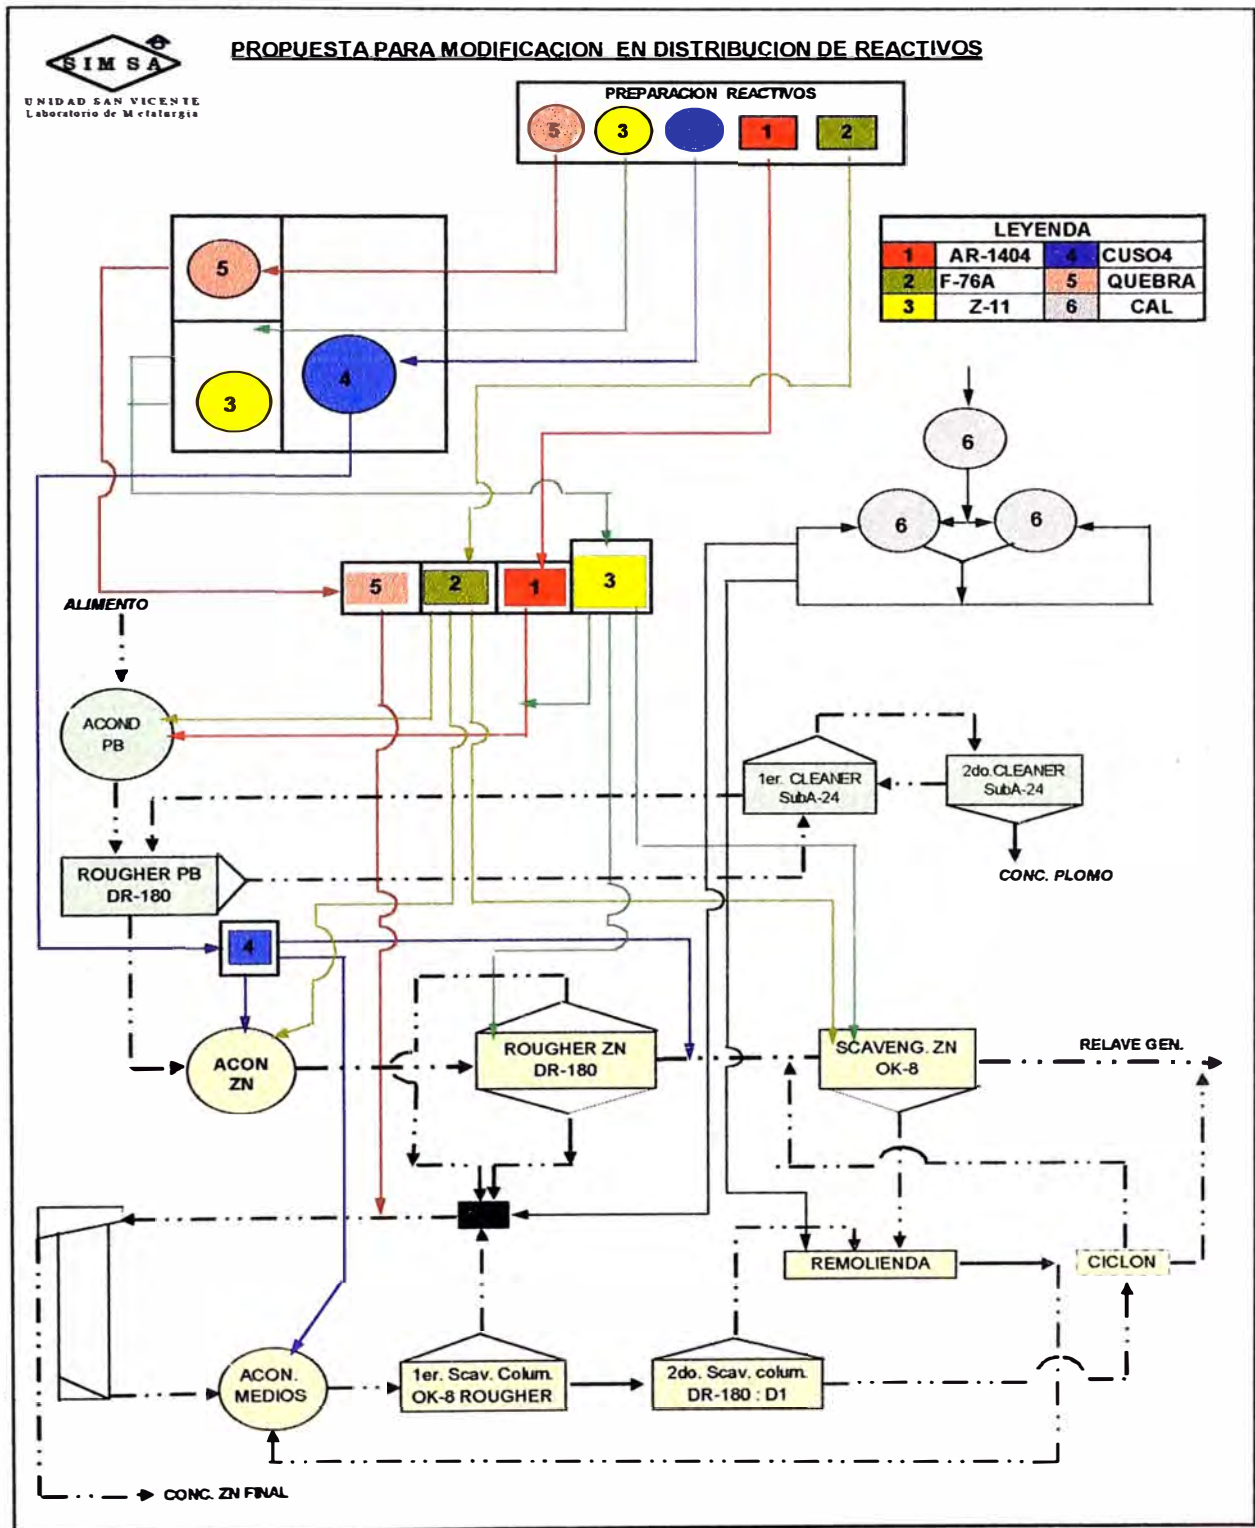 SIMSA
UNIDAD SAN VICENTE
Laboratorio de Metalurgia
PROPUESTA PARA MODIFICACION EN DISTRIBUCION DE REACTIVOS
PREPARACION REACTIVOS
5 3 1 2
LEYENDA
1 AR-1404 4 CUSO4
2 F-76A 5 QUEBRA
3 Z-11 6 CAL
5
4
3
6
6 6
5 2 1 3
ALIMENTO
ACOND
PB
1er. CLEANER
SubA-24
2do.CLEANER
SubA-24
CONC. PLOMO
ROUGHER PB
DR-180
4
ACON
ZN
ROUGHER ZN
DR-180
SCAVENG. ZN
OK-8
RELAVE GEN.
REMOLIENDA
CICLON
ACON.
MEDIOS
1er. Scav. Colum.
OK-8 ROUGHER
2do. Scav. colum.
DR-180 : D1
CONC. ZN FINAL